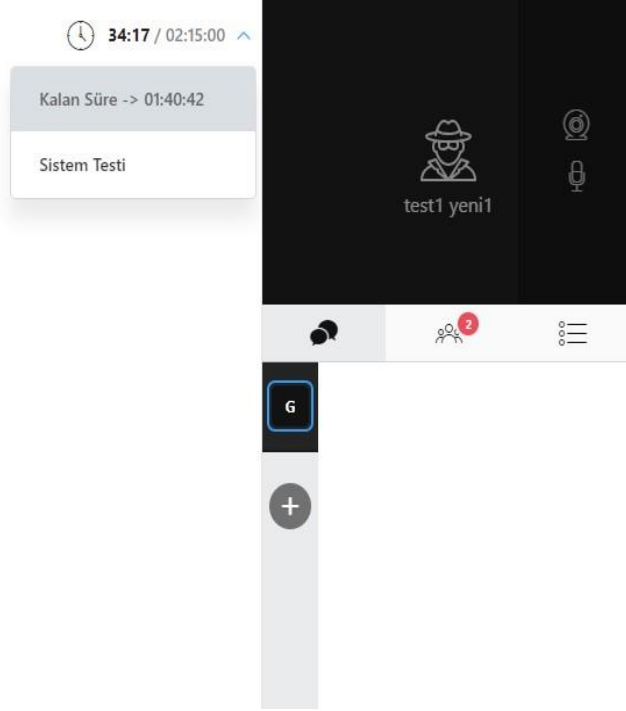 34:17 / 02:15:00
Kalan Süre -> 01:40:42
Sistem Testi
test1 yeni1
2
G